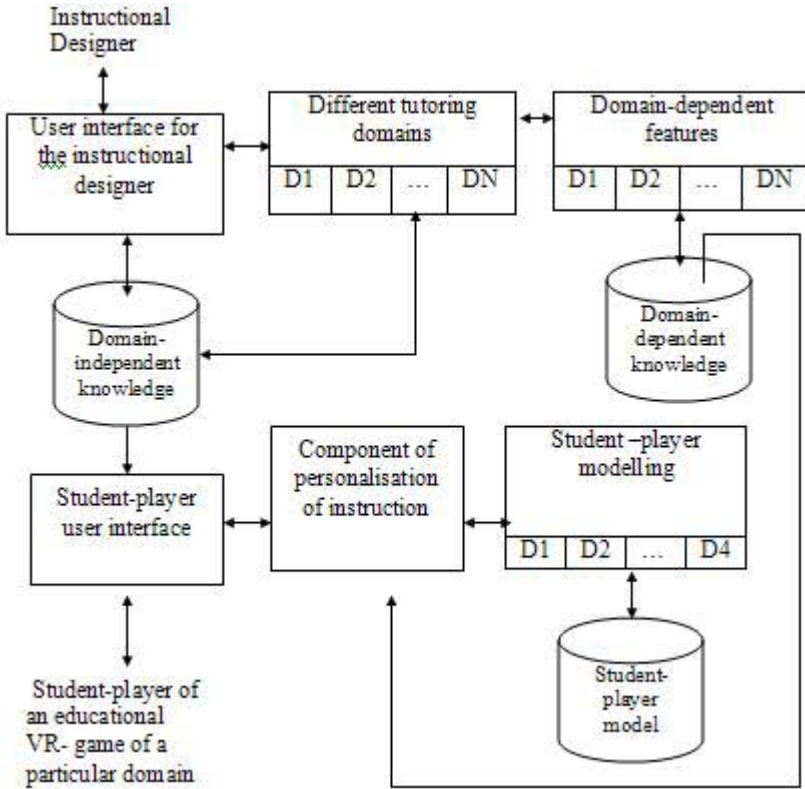 Instructional
Designer
User interface for
the instructional
designer
Different tutoring
domains
D1 D2 ... DN
Domain-dependent
features
D1 D2 ... DN
Domain-
independent
knowledge
Domain-
dependent
knowledge
Student-player
user interface
Component of
personalisation
of instruction
Student –player
modelling
D1 D2 ... D4
Student-
player
model
Student-player of
an educational
VR- game of a
particular domain